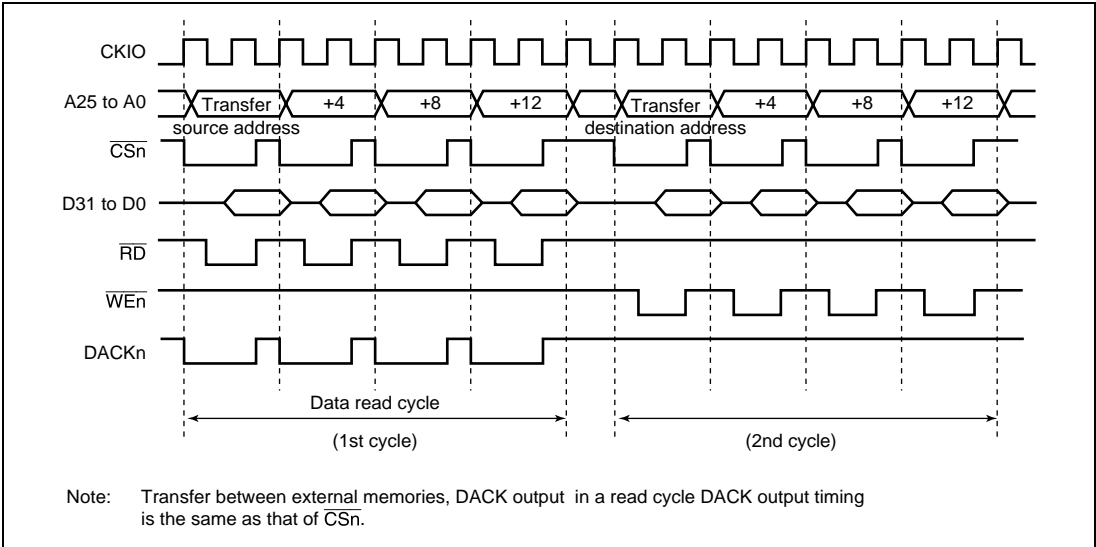 CKIO
A25 to A0
Transfer +4 +8 +12 Transfer +4 +8 +12
source address destination address
CSn
D31 to D0
RD
WEn
DACKn
Data read cycle
(1st cycle) (2nd cycle)
Note: Transfer between external memories, DACK output in a read cycle DACK output timing
is the same as that of CSn.